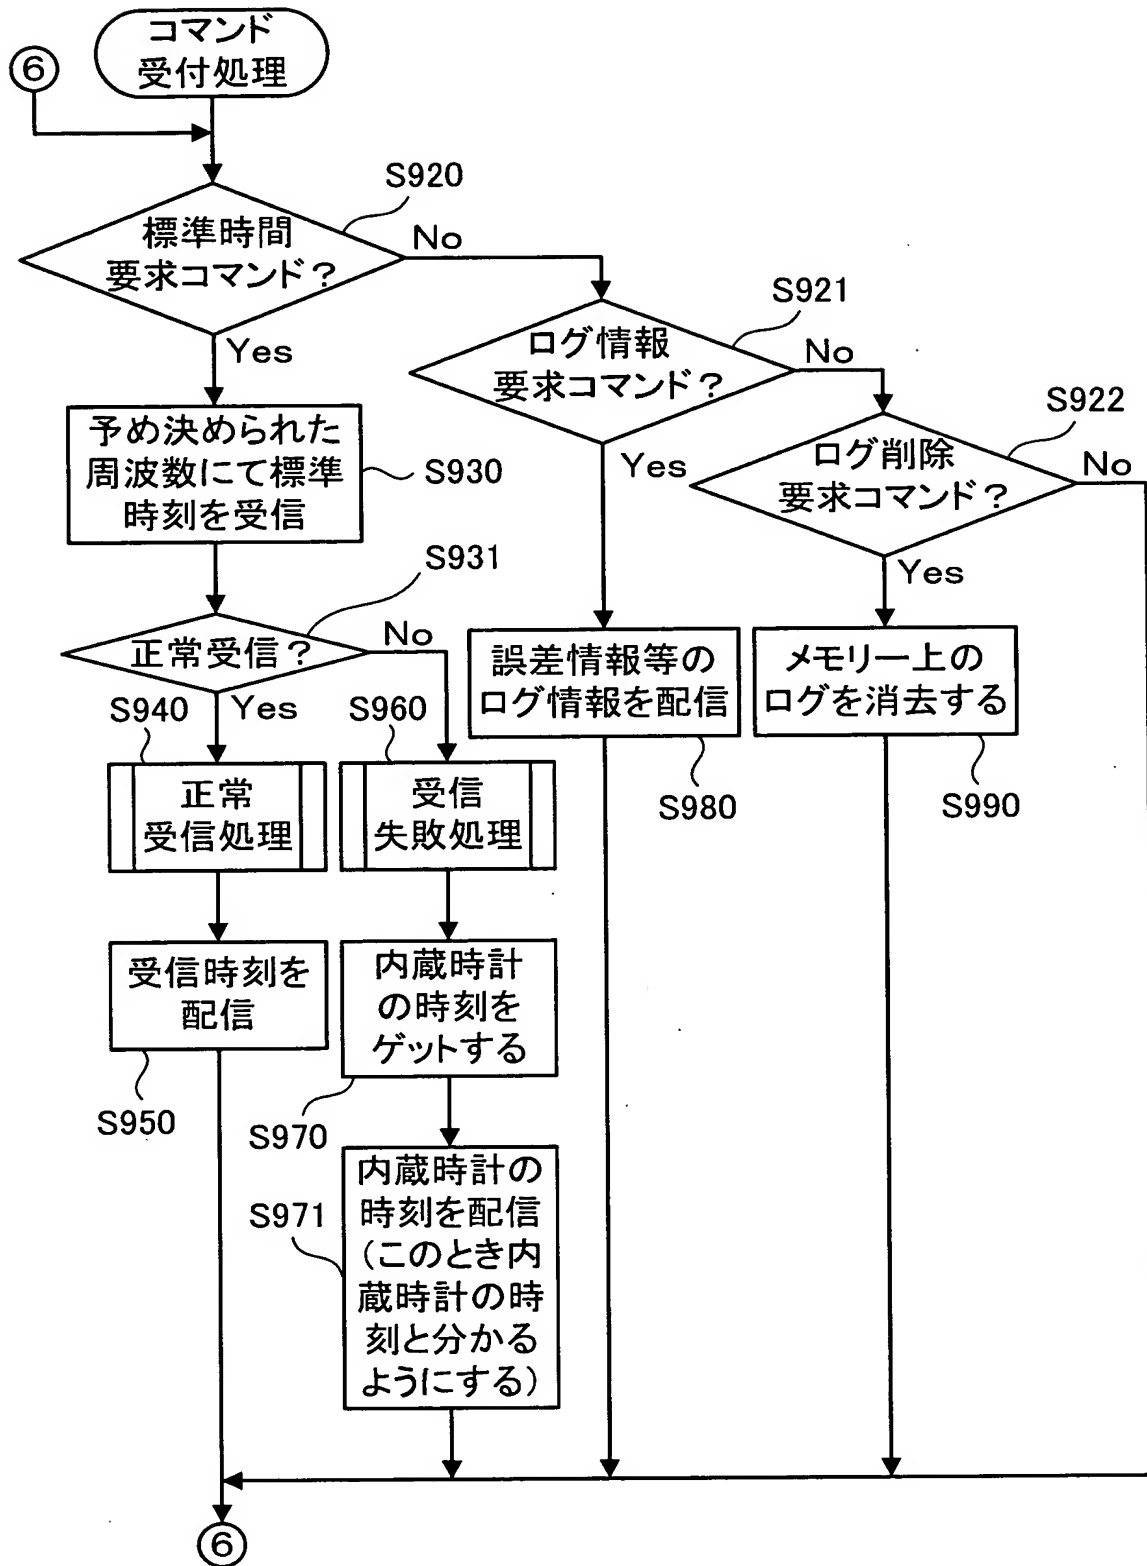 コマンド
受付処理
⑥
S920
標準時間
要求コマンド？
No
Yes
S921
ログ情報
要求コマンド？
No
Yes
S922
ログ削除
要求コマンド？
No
Yes
予め決められた
周波数にて標準
時刻を受信
S930
S931
正常受信？
No
Yes
S940
正常
受信処理
S960
受信
失敗処理
誤差情報等の
ログ情報を配信
S980
メモリー上の
ログを消去する
S990
受信時刻を
配信
S950
内蔵時計
の時刻を
ゲットする
S970
S971
内蔵時計の
時刻を配信
（このとき内
蔵時計の時
刻と分かる
ようにする）
⑥